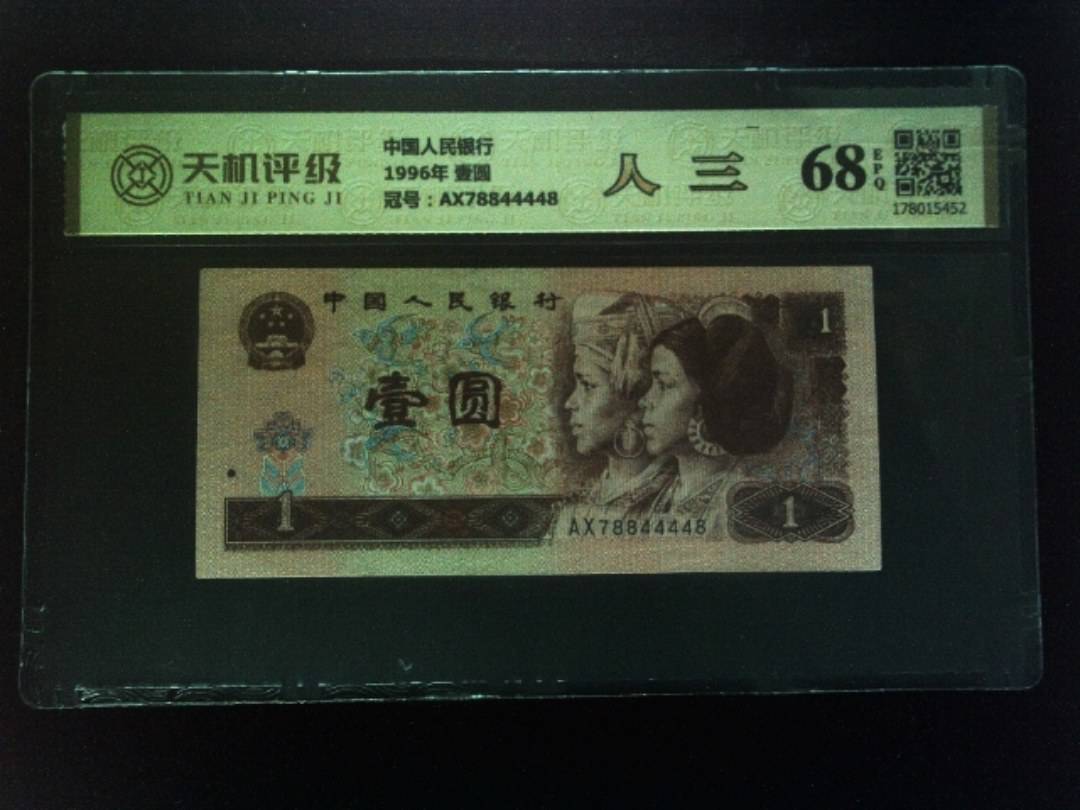 天机评级
TIAN JI PING JI
中国人民银行
1996年 壹圆
冠号：AX78844448
人 三
68
EPQ
178015452
中国人民银行
1
壹圆
1
AX78844448
1